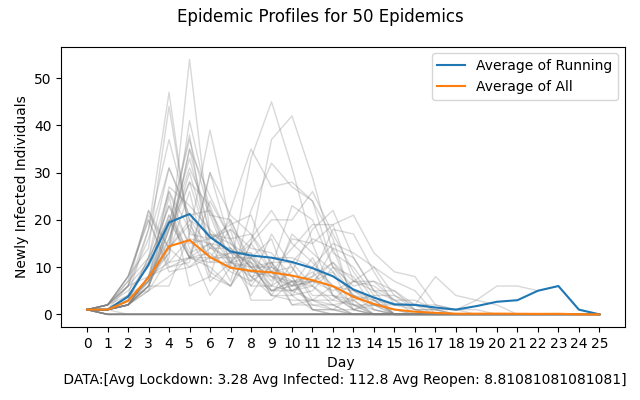 Epidemic Profiles for 50 Epidemics
Average of Running
Average of All
Newly Infected Individuals
50
40
30
20
10
0
0 1 2 3 4 5 6 7 8 9 10 11 12 13 14 15 16 17 18 19 20 21 22 23 24 25
Day
DATA:[Avg Lockdown: 3.28 Avg Infected: 112.8 Avg Reopen: 8.81081081081081]